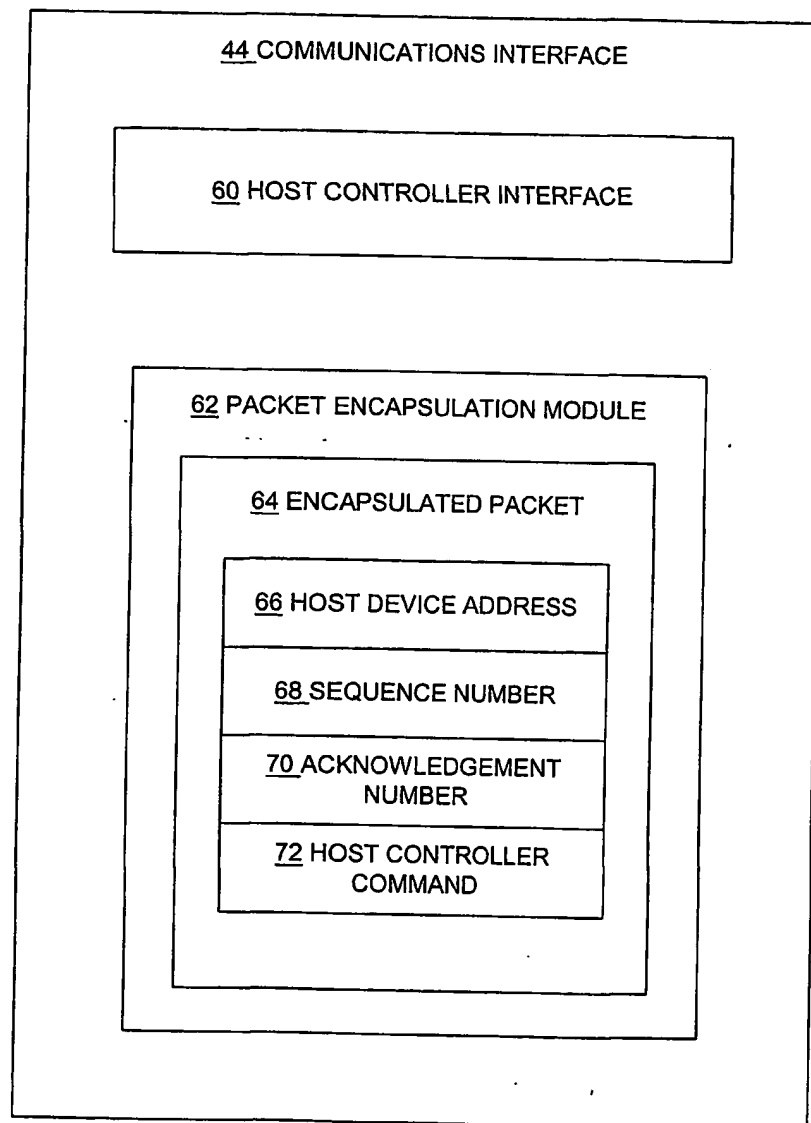 44 COMMUNICATIONS INTERFACE
60 HOST CONTROLLER INTERFACE
62 PACKET ENCAPSULATION MODULE
64 ENCAPSULATED PACKET
66 HOST DEVICE ADDRESS
68 SEQUENCE NUMBER
70 ACKNOWLEDGEMENT
NUMBER
72 HOST CONTROLLER
COMMAND